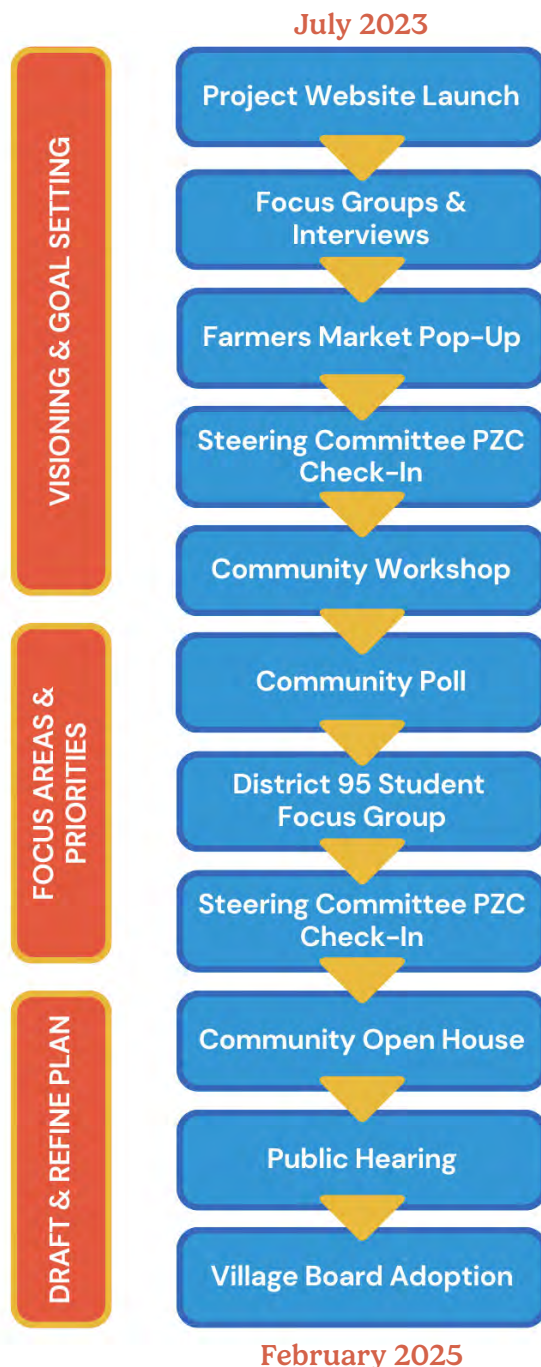 July 2023
VISIONING & GOAL SETTING
Project Website Launch
Focus Groups &
Interviews
Farmers Market Pop-Up
Steering Committee PZC
Check-In
Community Workshop
FOCUS AREAS &
PRIORITIES
Community Poll
District 95 Student
Focus Group
Steering Committee PZC
Check-In
DRAFT & REFINE PLAN
Community Open House
Public Hearing
Village Board Adoption
February 2025